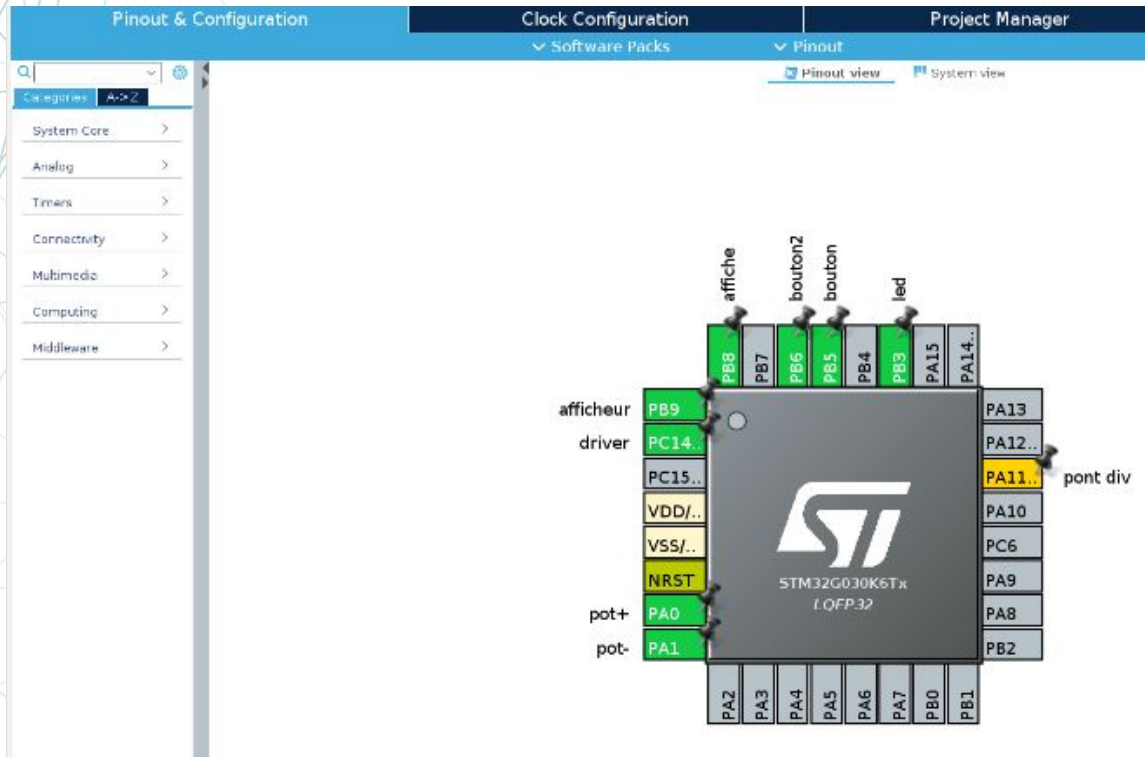 Pinout & Configuration
Clock Configuration
Project Manager
Software Packs
Pinout
Pinout view
System view
Categories
A->Z
System Core
Analog
Timers
Connectivity
Multimedia
Computing
Middleware
affiche
bouton2
bouton
led
PB8
PB7
PB6
PB5
PB4
PB3
PA15
PA14..
afficheur
PB9
driver
PC14..
PC15..
VDD/..
VSS/..
NRST
pot+
PA0
pot-
PA1
PA13
PA12..
PA11..
pont div
PA10
PC6
PA9
PA8
PB2
ST
STM32G030K6Tx
LQFP32
PA2
PA3
PA4
PA5
PA6
PA7
PB0
PB1